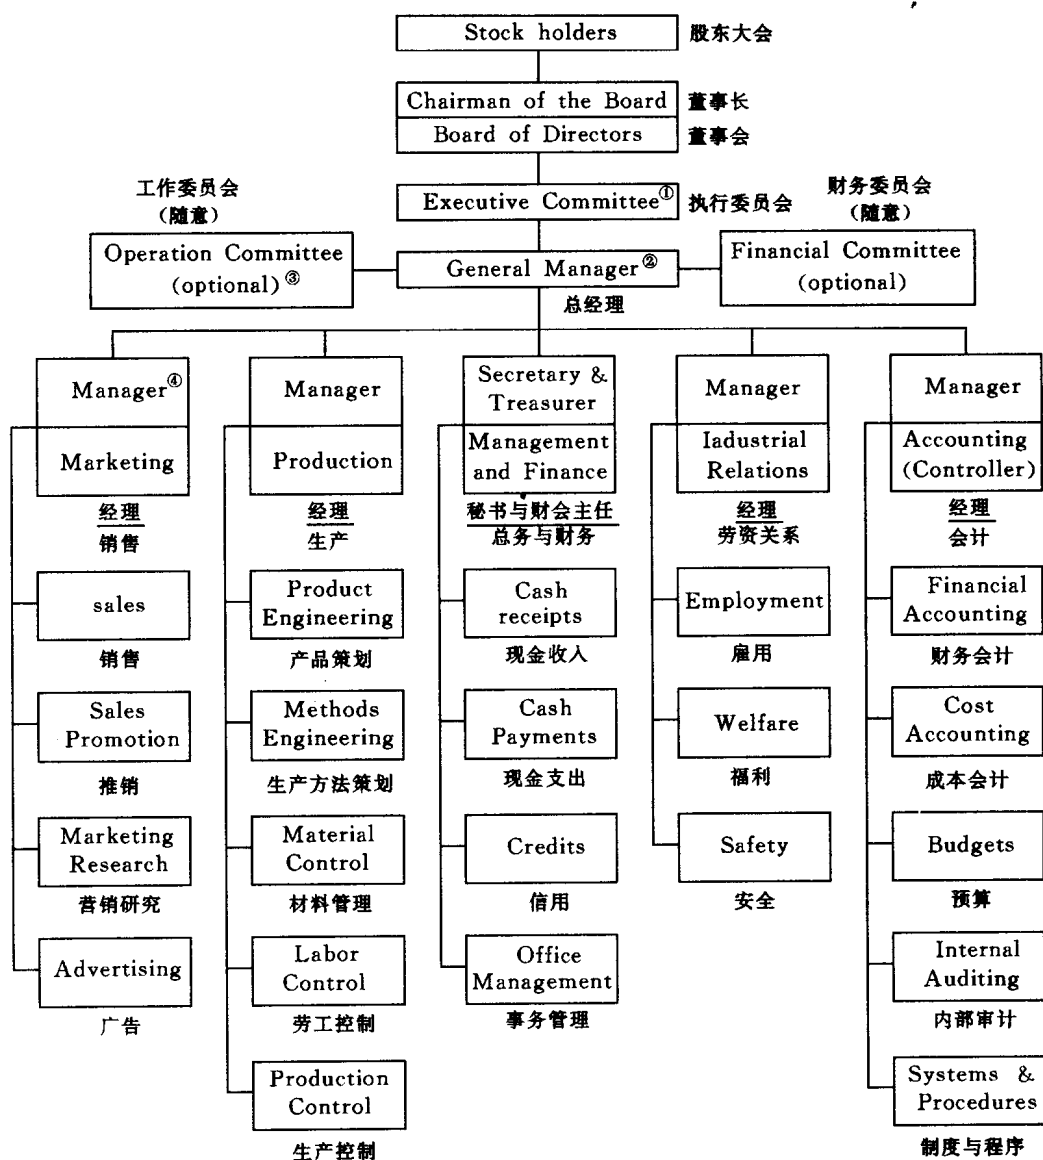 Stock holders 股东大会
Chairman of the Board 董事长
Board of Directors 董事会
Executive Committee① 执行委员会
工作委员会
（随意）
Operation Committee
(optional)③
General Manager②
总经理
财务委员会
（随意）
Financial Committee
(optional)
Manager④
Marketing
经理
销售
sales
销售
Sales
Promotion
推销
Marketing
Research
营销研究
Advertising
广告
Manager
Production
经理
生产
Product
Engineering
产品策划
Methods
Engineering
生产方法策划
Material
Control
材料管理
Labor
Control
劳工控制
Production
Control
生产控制
Secretary &
Treasurer
Management
and Finance
秘书与财会主任
总务与财务
Cash
receipts
现金收入
Cash
Payments
现金支出
Credits
信用
Office
Management
事务管理
Manager
Iadustrial
Relations
经理
劳资关系
Employment
雇用
Welfare
福利
Safety
安全
Manager
Accounting
(Controller)
经理
会计
Financial
Accounting
财务会计
Cost
Accounting
成本会计
Budgets
预算
Internal
Auditing
内部审计
Systems &
Procedures
制度与程序